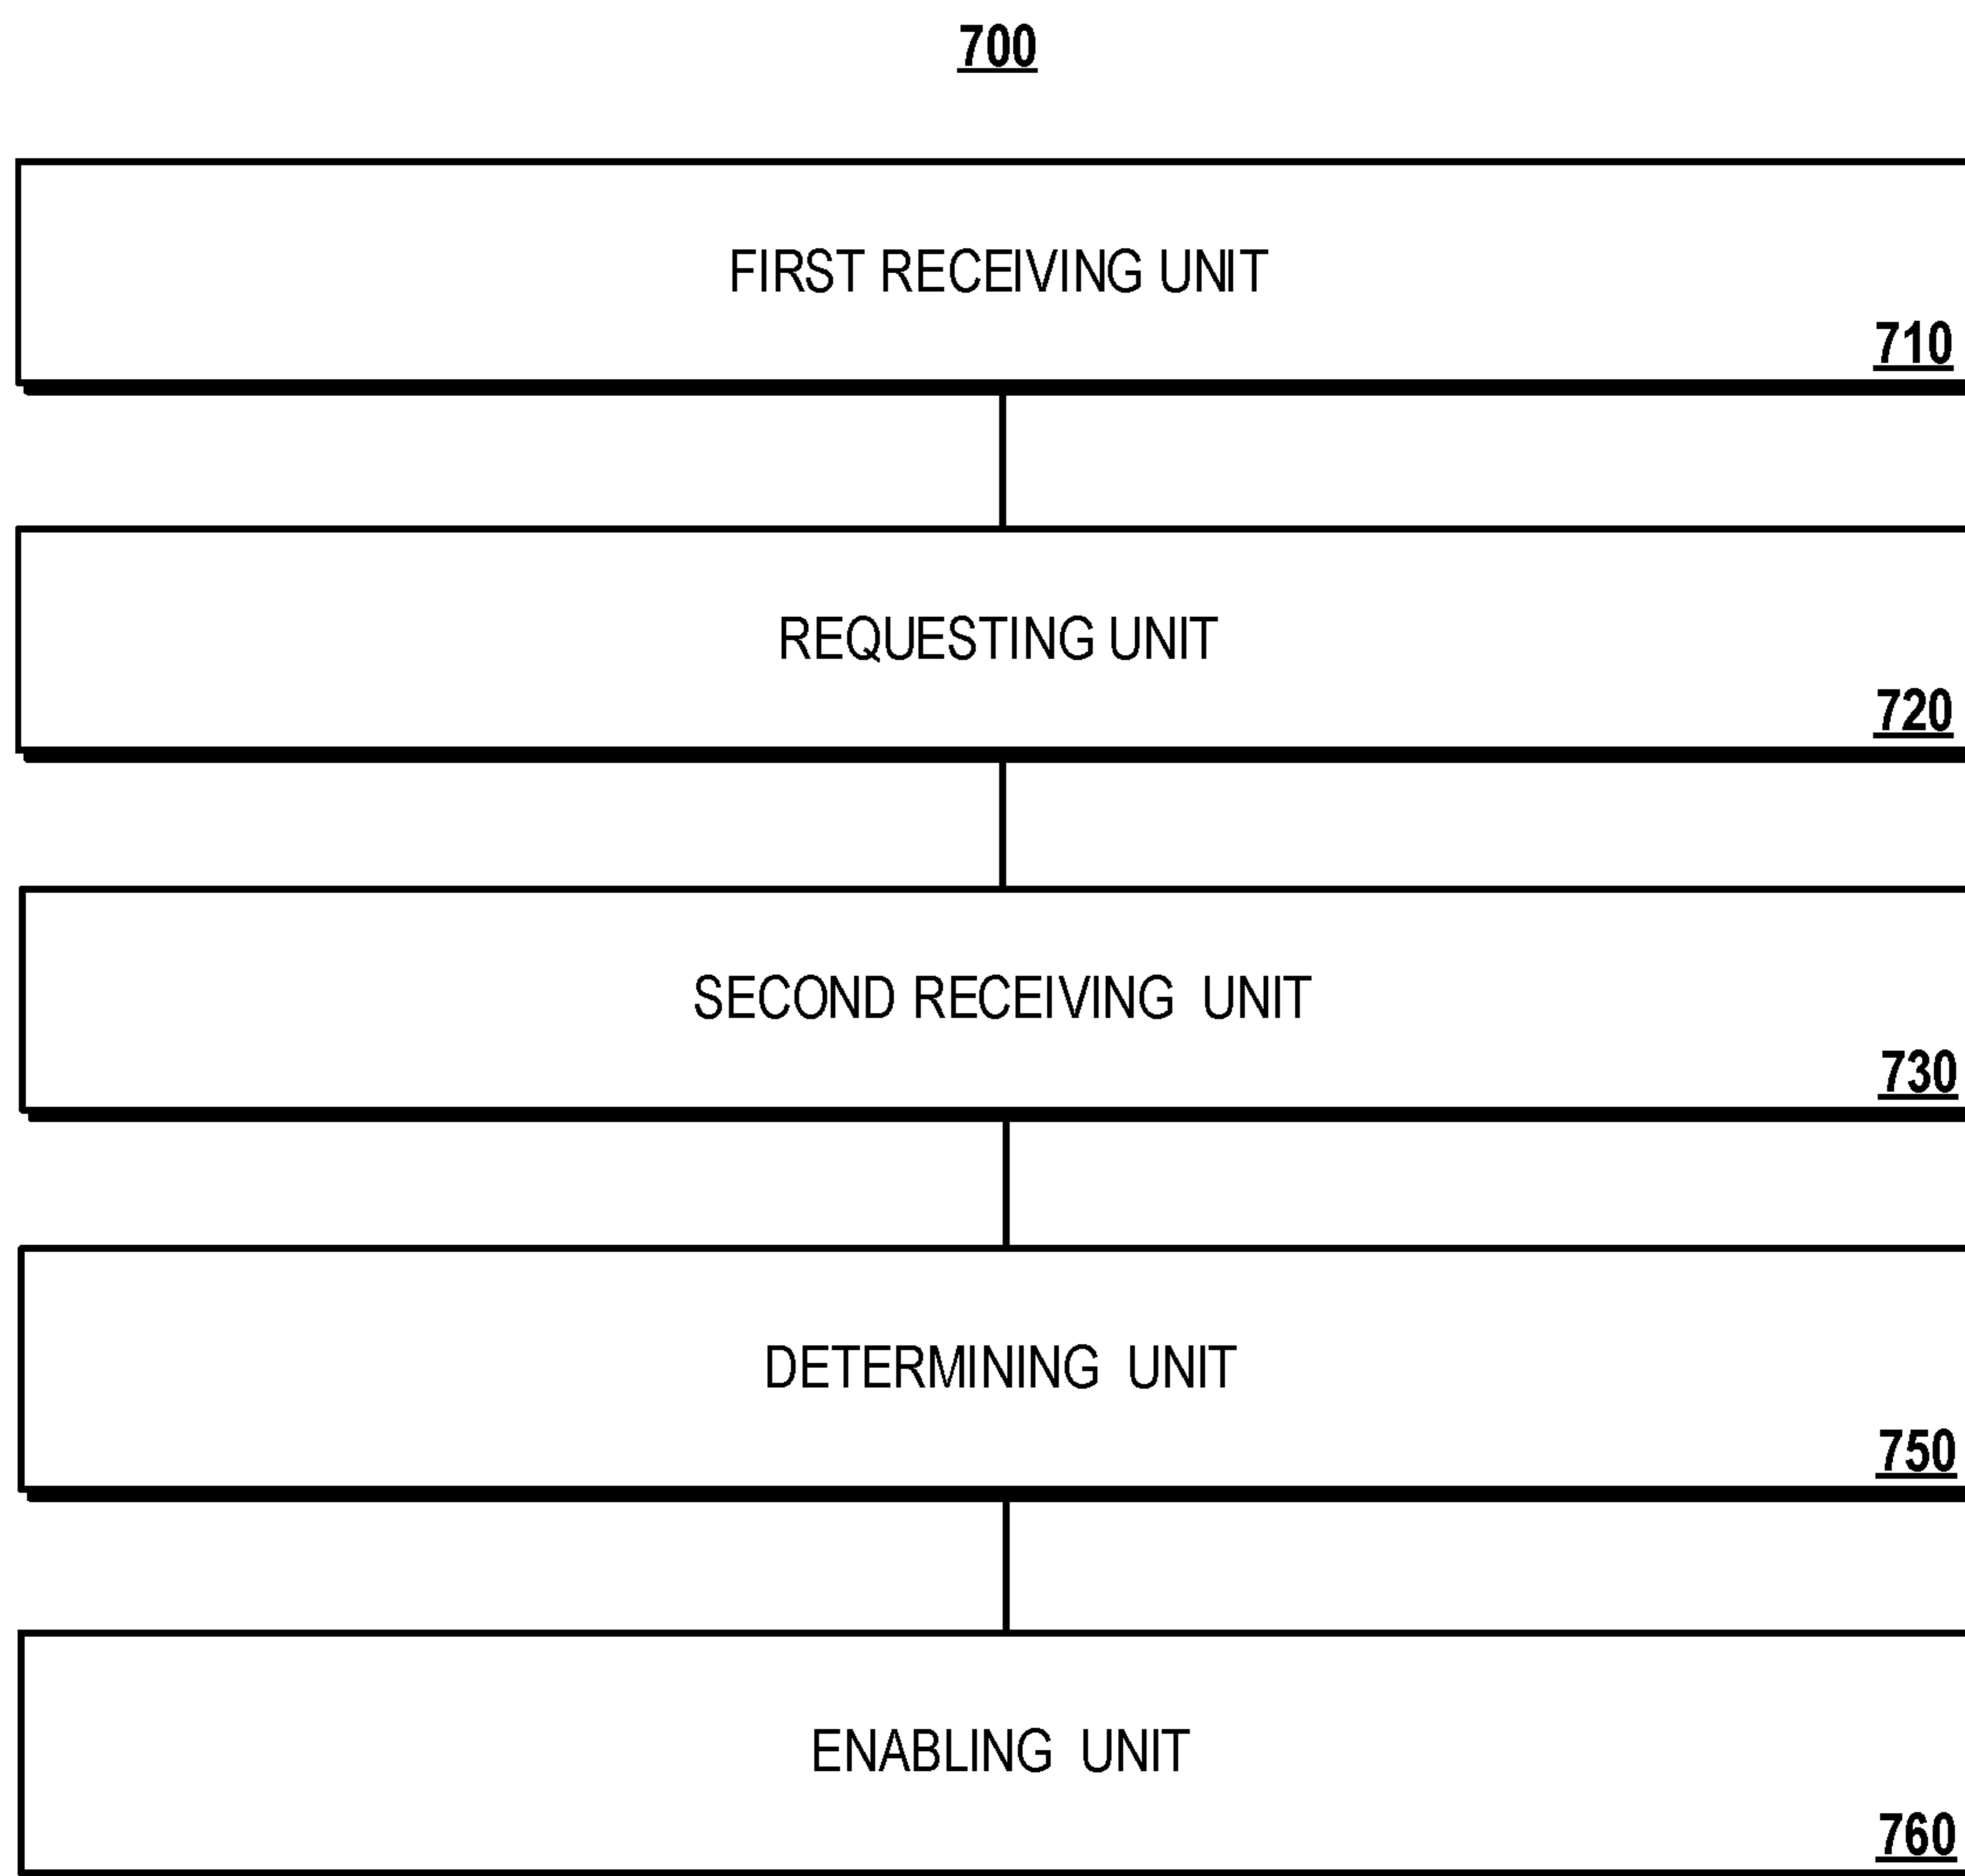 700
FIRST RECEIVING UNIT
710
REQUESTING UNIT
720
SECOND RECEIVING UNIT
730
DETERMINING UNIT
750
ENABLING UNIT
760